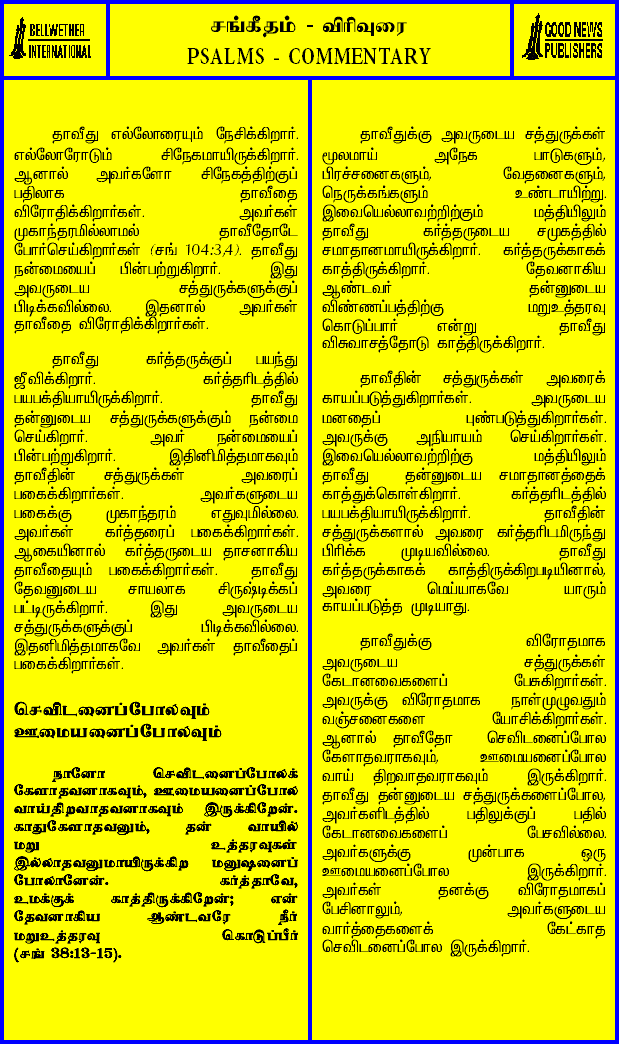 BELLWETHER
INTERNATIONAL
சங்கீதம் - விரிவுரை
PSALMS - COMMENTARY
GOOD NEWS
PUBLISHERS
தாவீது எல்லோரையும் நேசிக்கிறார்.
எல்லோரோடும் சிநேகமாயிருக்கிறார்.
ஆனால் அவர்களோ சிநேகத்திற்குப்
பதிலாக தாவீதை
விரோதிக்கிறார்கள். அவர்கள்
முகாந்தரமில்லாமல் தாவீதோடே
போர்செய்கிறார்கள் (சங் 104:3,4). தாவீது
நன்மையைப் பின்பற்றுகிறார். இது
அவருடைய சத்துருக்களுக்குப்
பிடிக்கவில்லை. இதனால் அவர்கள்
தாவீதை விரோதிக்கிறார்கள்.
தாவீது கர்த்தருக்குப் பயந்து
ஜீவிக்கிறார். கர்த்தரிடத்தில்
பயபக்தியாயிருக்கிறார். தாவீது
தன்னுடைய சத்துருக்களுக்கும் நன்மை
செய்கிறார். அவர் நன்மையைப்
பின்பற்றுகிறார். இதினிமித்தமாகவும்
தாவீதின் சத்துருக்கள் அவரைப்
பகைக்கிறார்கள். அவர்களுடைய
பகைக்கு முகாந்தரம் எதுவுமில்லை.
அவர்கள் கர்த்தரைப் பகைக்கிறார்கள்.
ஆகையினால் கர்த்தருடைய தாசனாகிய
தாவீதையும் பகைக்கிறார்கள். தாவீது
தேவனுடைய சாயலாக சிருஷ்டிக்கப்
பட்டிருக்கிறார். இது அவருடைய
சத்துருக்களுக்குப் பிடிக்கவில்லை.
இதனிமித்தமாகவே அவர்கள் தாவீதைப்
பகைக்கிறார்கள்.
செவிடனைப்போலவும்
ஊமையனைப்போலவும்
நானோ செவிடனைப்போலக்
கேளாதவனாகவும், ஊமையனைப்போல
வாய்திறவாதவனாகவும் இருக்கிறேன்.
காதுகேளாதவனும், தன் வாயில்
மறு உத்தரவுகள்
இல்லாதவனுமாயிருக்கிற மனுஷனைப்
போலானேன். கர்த்தாவே,
உமக்குக் காத்திருக்கிறேன்; என்
தேவனாகிய ஆண்டவரே நீர்
மறுஉத்தரவு கொடுப்பீர்
(சங் 38:13-15).
தாவீதுக்கு அவருடைய சத்துருக்கள்
மூலமாய் அநேக பாடுகளும்,
பிரச்சனைகளும், வேதனைகளும்,
நெருக்கங்களும் உண்டாயிற்று.
இவையெல்லாவற்றிற்கும் மத்தியிலும்
தாவீது கர்த்தருடைய சமுகத்தில்
சமாதானமாயிருக்கிறார். கர்த்தருக்காகக்
காத்திருக்கிறார். தேவனாகிய
ஆண்டவர் தன்னுடைய
விண்ணப்பத்திற்கு மறுஉத்தரவு
கொடுப்பார் என்று தாவீது
விசுவாசத்தோடு காத்திருக்கிறார்.
தாவீதின் சத்துருக்கள் அவரைக்
காயப்படுத்துகிறார்கள். அவருடைய
மனதைப் புண்படுத்துகிறார்கள்.
அவருக்கு அநியாயம் செய்கிறார்கள்.
இவையெல்லாவற்றிற்கு மத்தியிலும்
தாவீது தன்னுடைய சமாதானத்தைக்
காத்துக்கொள்கிறார். கர்த்தரிடத்தில்
பயபக்தியாயிருக்கிறார். தாவீதின்
சத்துருக்களால் அவரை கர்த்தரிடமிருந்து
பிரிக்க முடியவில்லை. தாவீது
கர்த்தருக்காகக் காத்திருக்கிறபடியினால்,
அவரை மெய்யாகவே யாரும்
காயப்படுத்த முடியாது.
தாவீதுக்கு விரோதமாக
அவருடைய சத்துருக்கள்
கேடானவைகளைப் பேசுகிறார்கள்.
அவருக்கு விரோதமாக நாள்முழுவதும்
வஞ்சனைகளை யோசிக்கிறார்கள்.
ஆனால் தாவீதோ செவிடனைப்போல
கேளாதவராகவும், ஊமையனைப்போல
வாய் திறவாதவராகவும் இருக்கிறார்.
தாவீது தன்னுடைய சத்துருக்களைப்போல,
அவர்களிடத்தில் பதிலுக்குப் பதில்
கேடானவைகளைப் பேசவில்லை.
அவர்களுக்கு முன்பாக ஒரு
ஊமையனைப்போல இருக்கிறார்.
அவர்கள் தனக்கு விரோதமாகப்
பேசினாலும், அவர்களுடைய
வார்த்தைகளைக் கேட்காத
செவிடனைப்போல இருக்கிறார்.